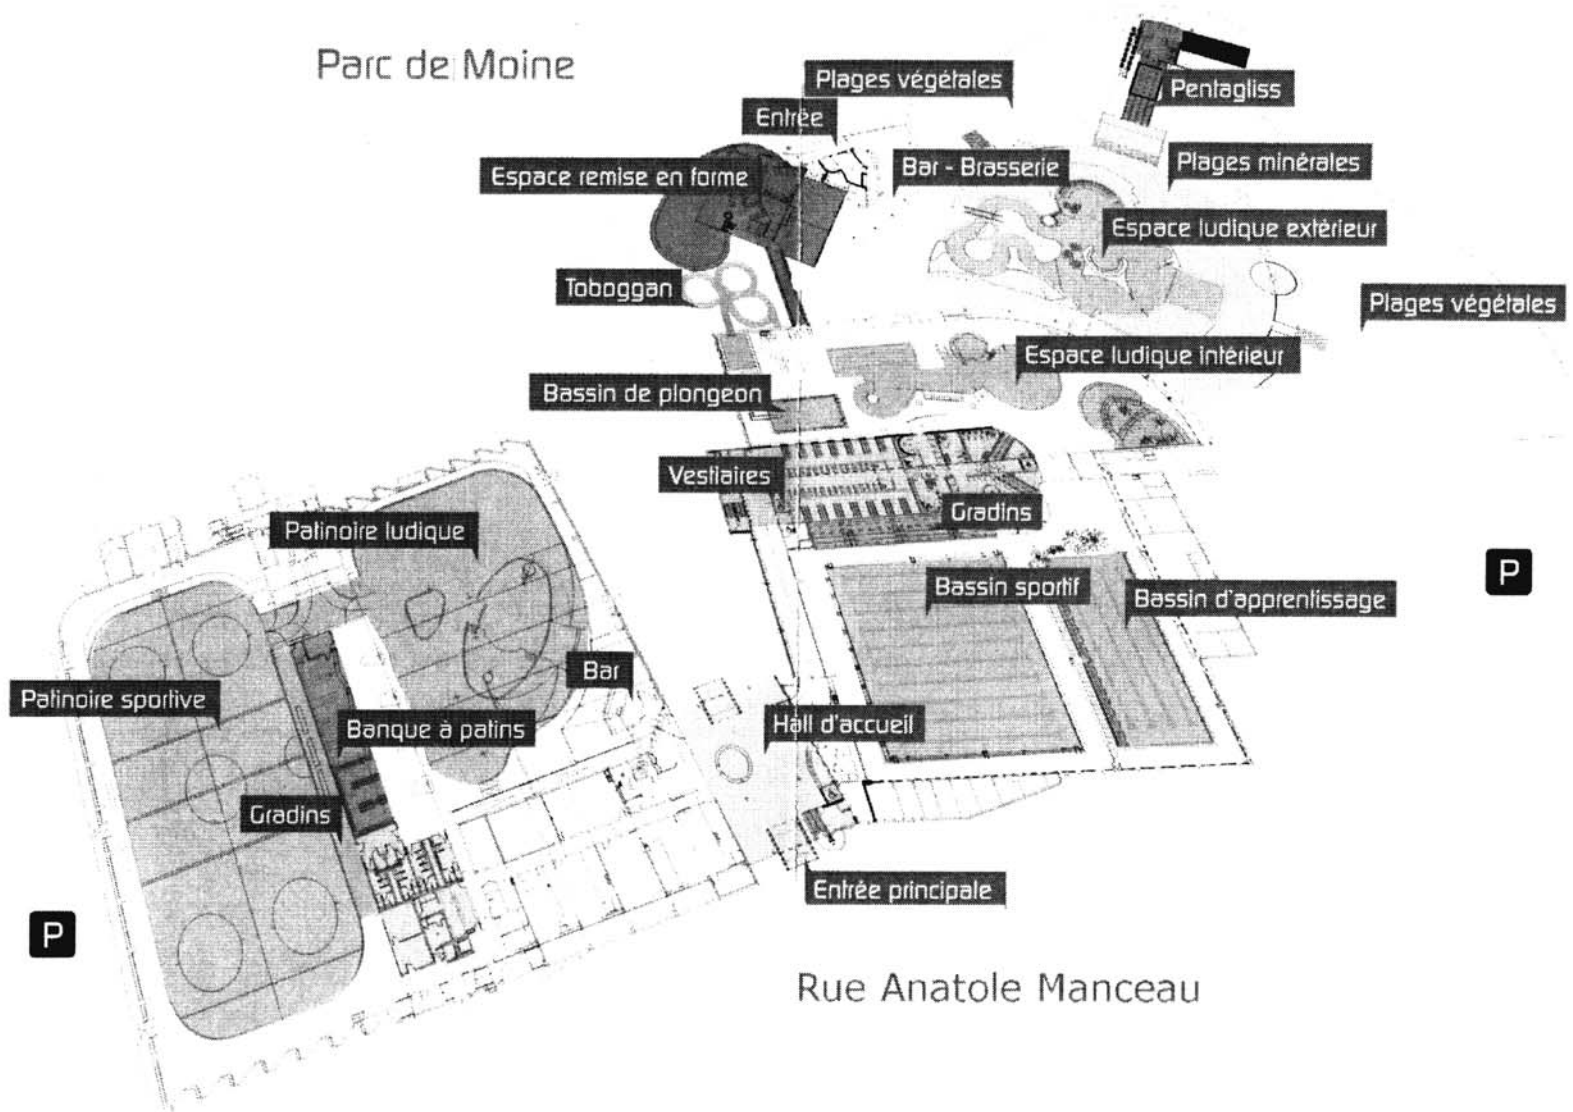 Parc de Moine
Plages végétales
Pentagliss
Entrée
Bar - Brasserie
Plages minérales
Espace remise en forme
Espace ludique extérieur
Toboggan
Plages végétales
Espace ludique intérieur
Bassin de plongeon
Vestiaires
Gradins
Patinoire ludique
P
Bassin sportif
Bassin d'apprentissage
Bar
Patinoire sportive
Banque à patins
Hall d'accueil
Gradins
Entrée principale
P
Rue Anatole Manceau